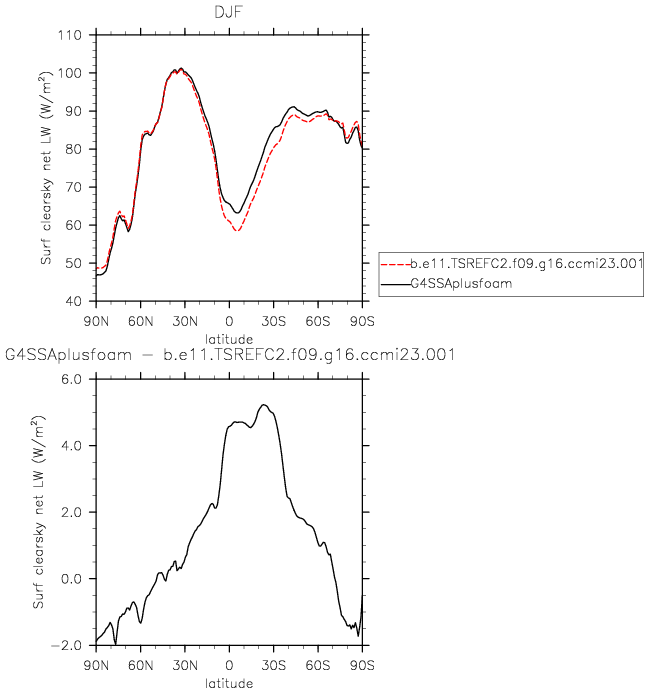 DJF
110
100
90
80
70
60
50
40
Surf clearsky net LW (W/m²)
90N 60N 30N 0 30S 60S 90S
latitude
b.e11.TSREFC2.f09.g16.ccmi23.001
G4SSAplusfoam
G4SSAplusfoam − b.e11.TSREFC2.f09.g16.ccmi23.001
6.0
4.0
2.0
0.0
−2.0
Surf clearsky net LW (W/m²)
90N 60N 30N 0 30S 60S 90S
latitude